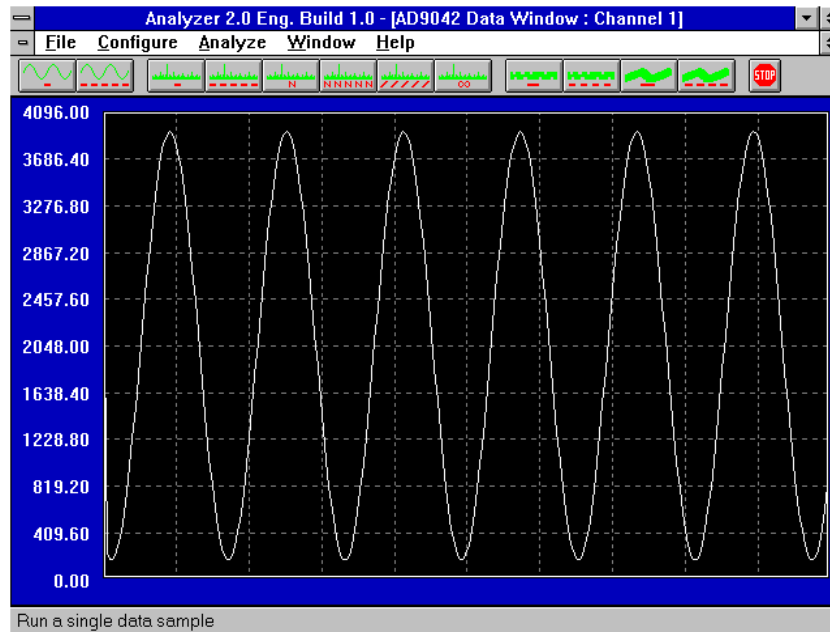 Analyzer 2.0 Eng. Build 1.0 - [AD9042 Data Window : Channel 1]
File Configure Analyze Window Help
N NNNNN ///// ∞ STOP
4096.00
3686.40
3276.80
2867.20
2457.60
2048.00
1638.40
1228.80
819.20
409.60
0.00
Run a single data sample